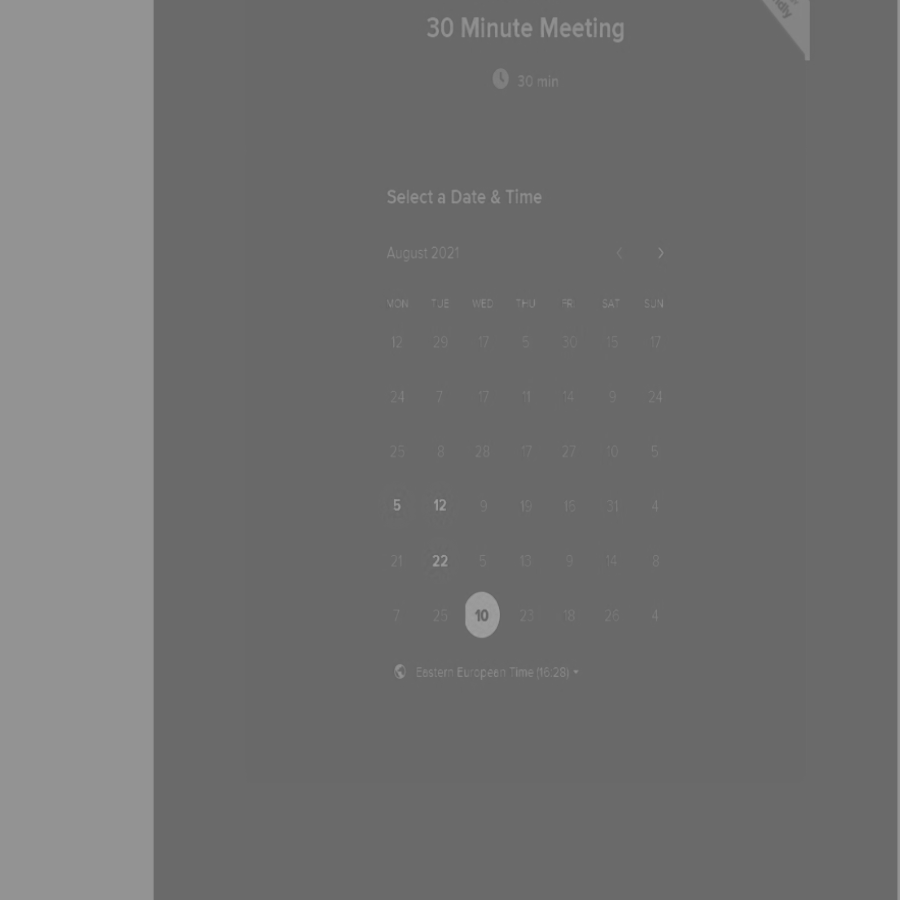 ndly
30 Minute Meeting
30 min
Select a Date & Time
August 2021
MON TUE WED THU FRI SAT SUN
12 29 17 5 30 15 17
24 7 17 11 14 9 24
25 8 28 17 27 10 5
5 12 9 19 16 31 4
21 22 5 13 9 14 8
7 25 10 23 18 26 4
Eastern European Time (16:28)